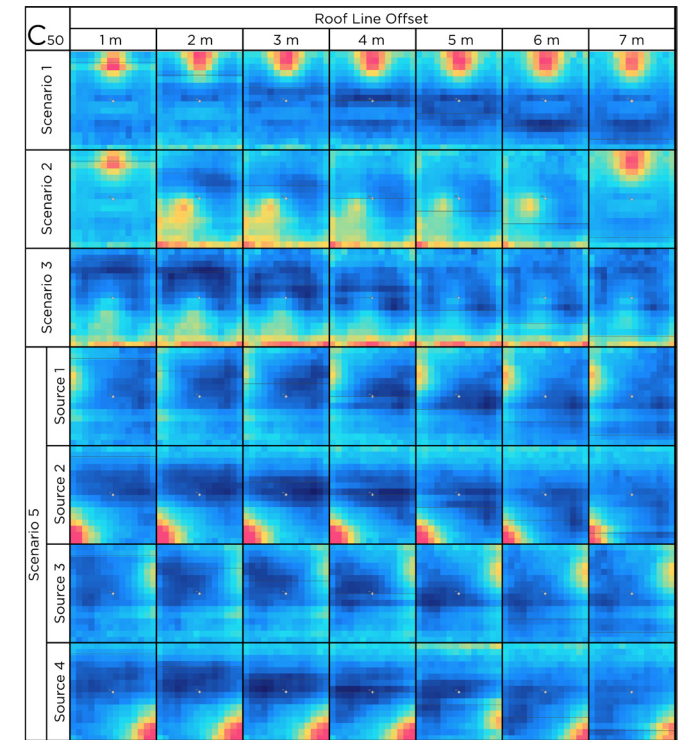 C50
Roof Line Offset
1 m 2 m 3 m 4 m 5 m 6 m 7 m
Scenario 1
Scenario 2
Scenario 3
Scenario 5
Source 1
Source 2
Source 3
Source 4